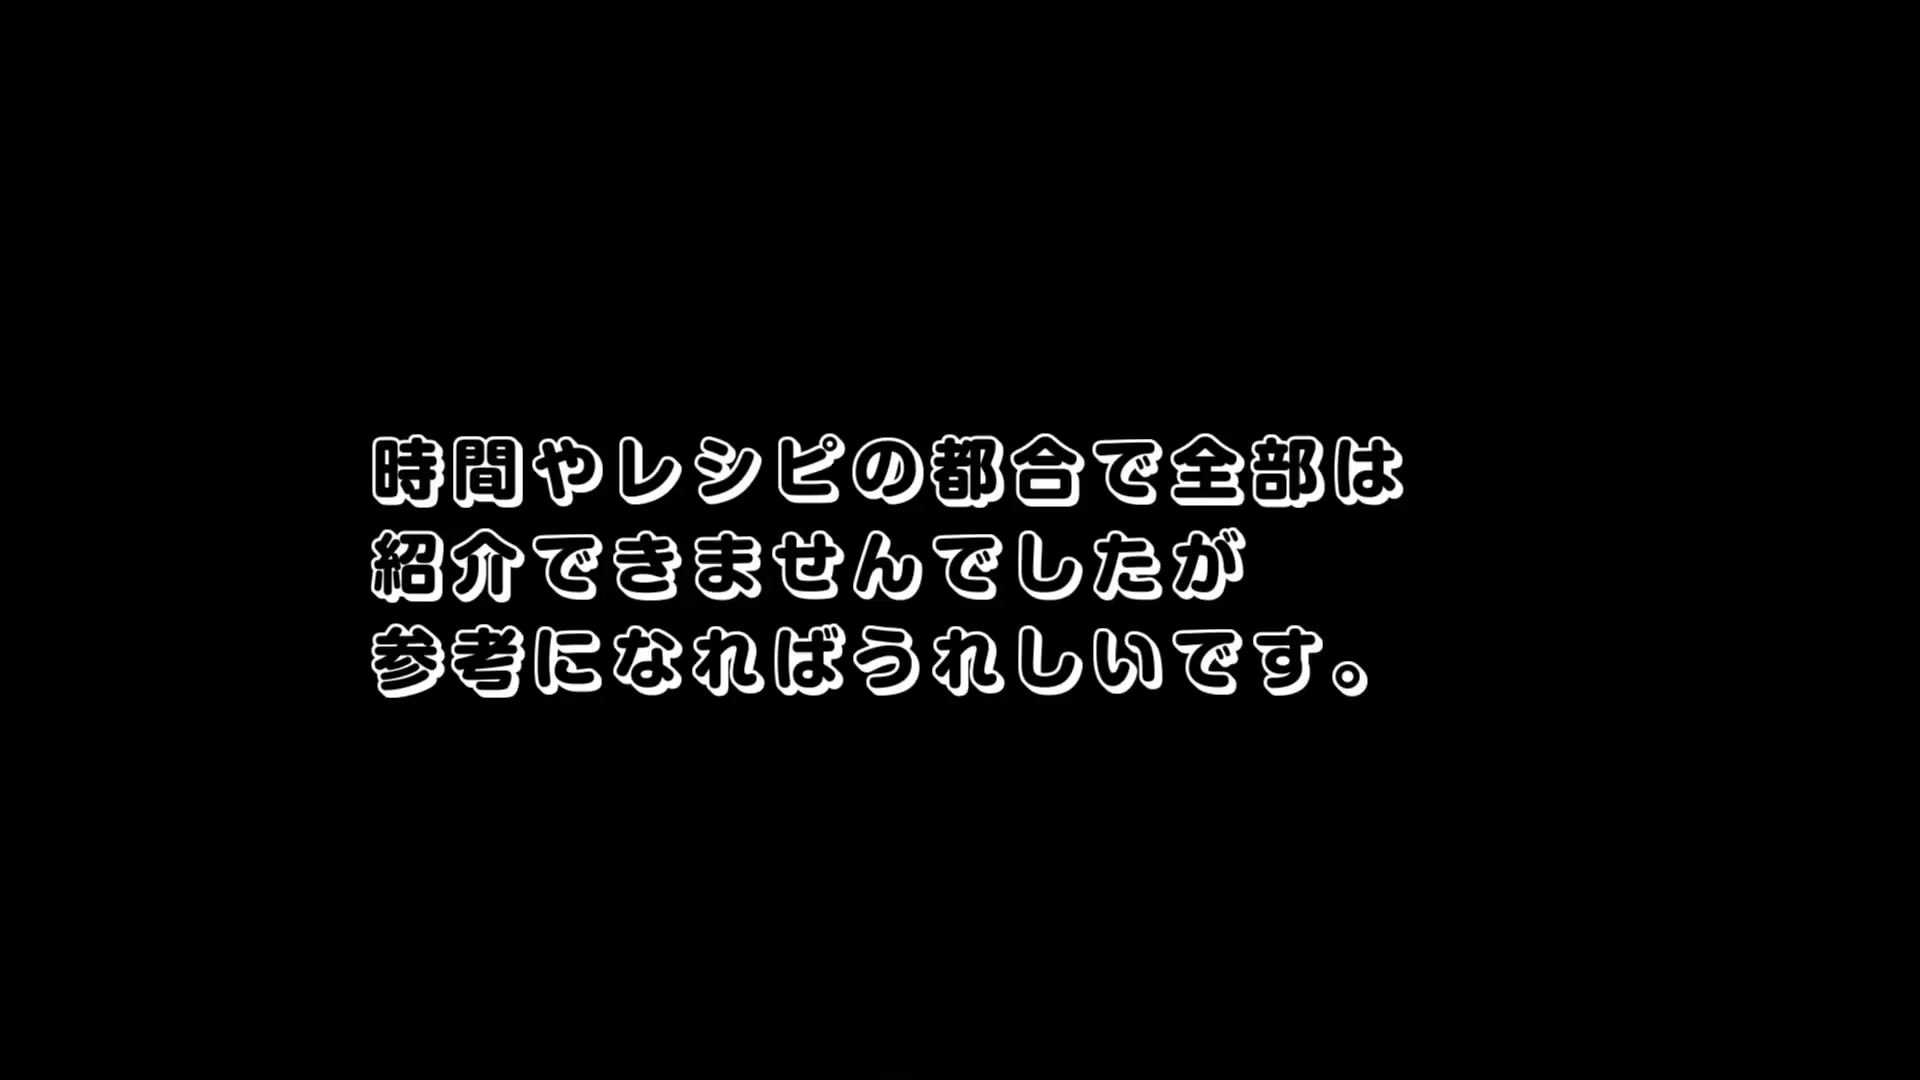 時間やレシピの都合で全部は
紹介できませんでしたが
参考になればうれしいです。